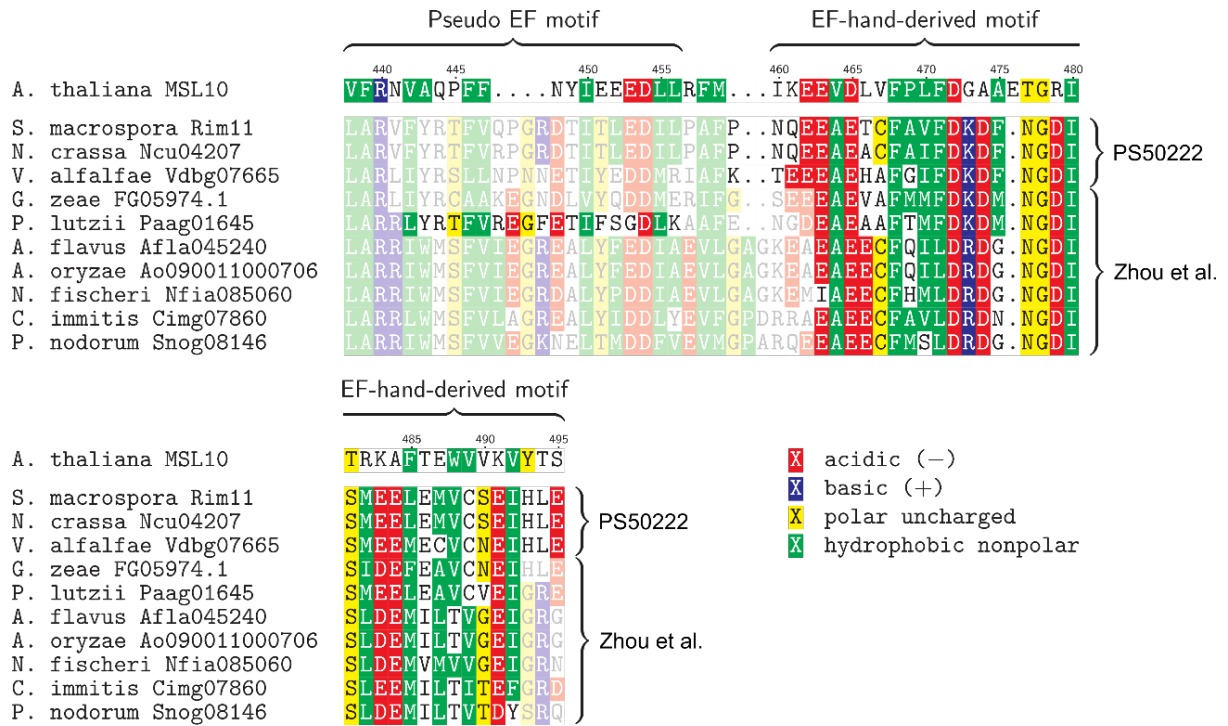 Pseudo EF motif EF-hand-derived motif
440 445 450 455 460 465 470 475 480
A. thaliana MSL10 VFRNVAQPFF....NYIEEEDLLRFM...IKEEVDLVFPLFDGAAETGRI
S. macrospora Rim11 LARVFYRTFVQPGRDTITLEDILPAFP..NQEEAETCFAVFDKDF.NGDI
N. crassa Ncu04207 LARLIYRTFVRPGRDTITLEDILPAFP..NQEEAEACFAIFDKDF.NGDI
V. alfalfae Vdbg07665 LARLIYRSLLNPNNETIYEDDMRIAFK..TEEEAEHAFGIFDKDF.NGDI
PS50222
G. zeae FG05974.1 LARLIYRCIAKEGNDLVYQDDMERIFG..SEEEAEVAFMMFDKDM.NGDI
P. lutzii Paag01645 LARRLYRTFVREGFETIFSGDLKAAFE..NGDEAEAAFTMFDKDM.NGDI
A. flavus Afla045240 LARRIWMSFVIEGREALYFEDIAEVLGAGKEAEAEECFQILDRDG.NGDI
A. oryzae Ao090011000706 LARRIWMSFVIEGREALYFEDIAEVLGAGKEAEAEECFQILDRDG.NGDI
N. fischeri Nfia085060 LARRIWMSFVIEGRDALYPDDIAEVLGAGKEMIAEECFHMLDRDG.NGDI
C. immitis Cimg07860 LARRIWMSFVLAGREALYIDDLYEVFGPDRRAEAEECFAVLDRDN.NGDI
P. nodorum Snog08146 LARRIWMSFVVEGKNELTMDDFVEVMGPARQEEAEECFMSLDRDG.NGDI
Zhou et al.
EF-hand-derived motif
485 490 495
A. thaliana MSL10 TRKAFTEWVVKVYTS
S. macrospora Rim11 SMEELEMVCSEIHLE
N. crassa Ncu04207 SMEELEMVCSEIHLE
V. alfalfae Vdbg07665 SMEEMECVCNEIHLE
PS50222
G. zeae FG05974.1 SIDEFEAVCNEIHLE
P. lutzii Paag01645 SMEELEAVCVEIGRE
A. flavus Afla045240 SLDEMILTVGEIGRG
A. oryzae Ao090011000706 SLDEMILTVGEIGRG
N. fischeri Nfia085060 SLDEMVMVVGEIGRN
C. immitis Cimg07860 SLEEMILTITEFGRD
P. nodorum Snog08146 SLDEMILTVTDYSRQ
Zhou et al.
X acidic (−)
X basic (+)
X polar uncharged
X hydrophobic nonpolar